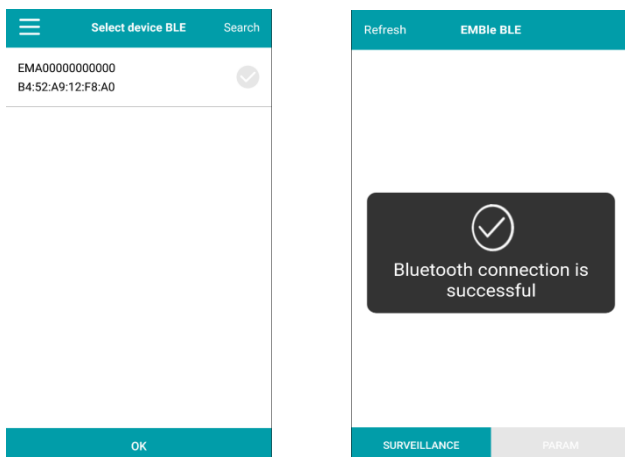 Select device BLE
Search
EMA00000000000
B4:52:A9:12:F8:A0
OK
Refresh
EMBle BLE
Bluetooth connection is
successful
SURVEILLANCE
PARAM